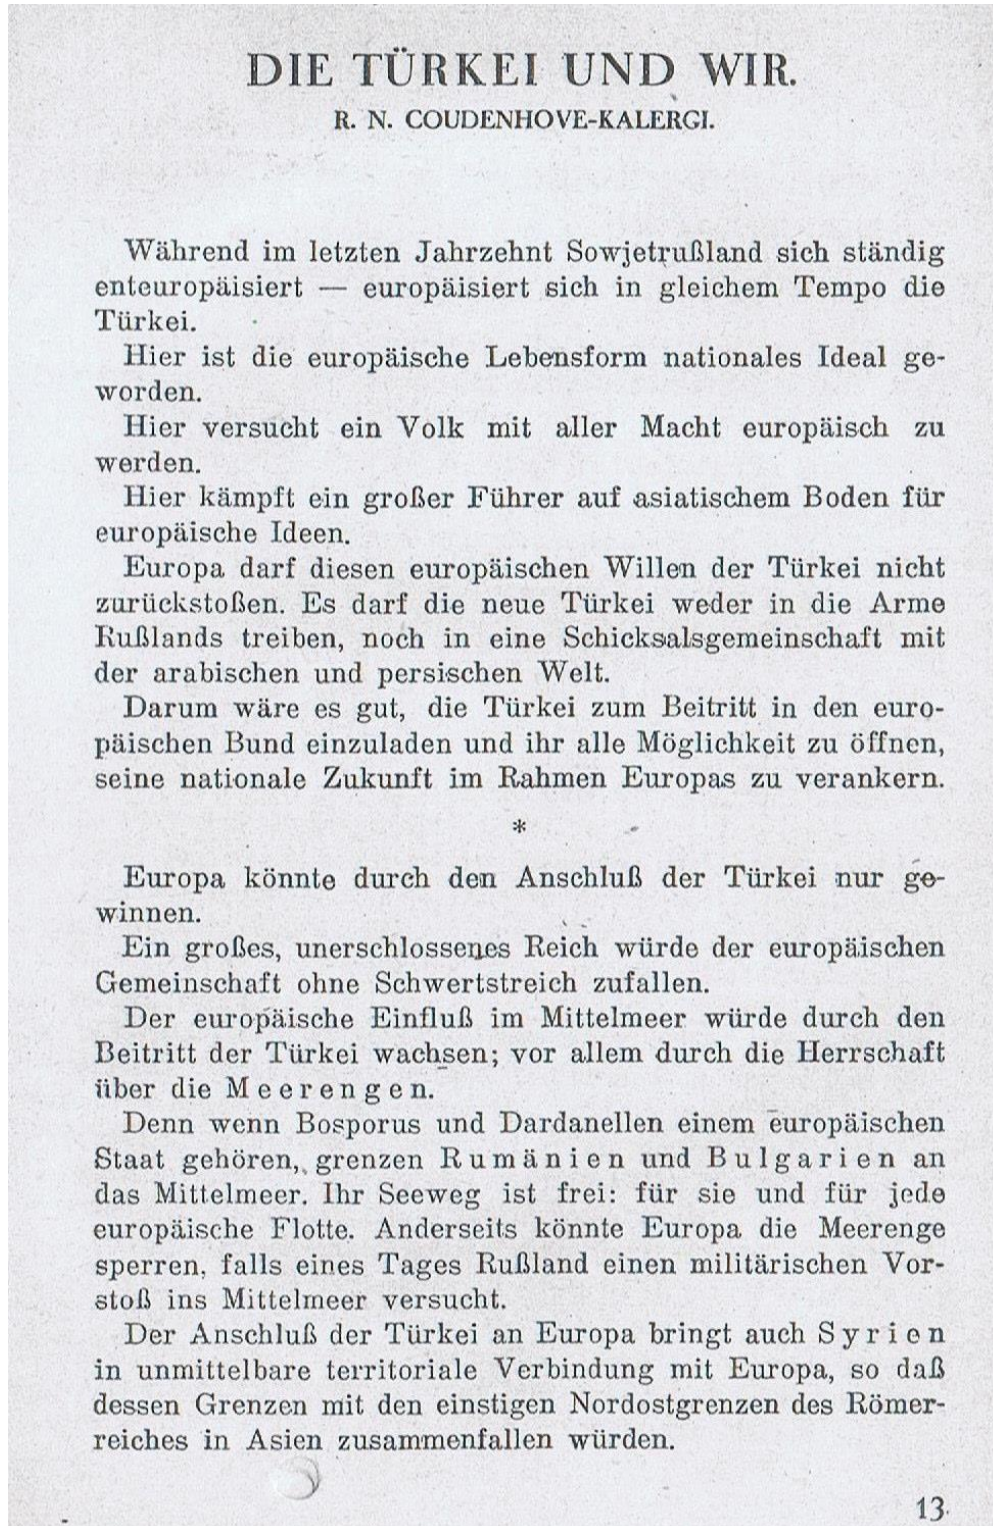 DIE TÜRKEI UND WIR.
R. N. COUDENHOVE-KALERGI.
Während im letzten Jahrzehnt Sowjetrußland sich ständig
enteuropäisiert — europäisiert sich in gleichem Tempo die
Türkei.
Hier ist die europäische Lebensform nationales Ideal ge-
worden.
Hier versucht ein Volk mit aller Macht europäisch zu
werden.
Hier kämpft ein großer Führer auf asiatischem Boden für
europäische Ideen.
Europa darf diesen europäischen Willen der Türkei nicht
zurückstoßen. Es darf die neue Türkei weder in die Arme
Rußlands treiben, noch in eine Schicksalsgemeinschaft mit
der arabischen und persischen Welt.
Darum wäre es gut, die Türkei zum Beitritt in den euro-
päischen Bund einzuladen und ihr alle Möglichkeit zu öffnen,
seine nationale Zukunft im Rahmen Europas zu verankern.
*
Europa könnte durch den Anschluß der Türkei nur ge-
winnen.
Ein großes, unerschlossenes Reich würde der europäischen
Gemeinschaft ohne Schwertstreich zufallen.
Der europäische Einfluß im Mittelmeer würde durch den
Beitritt der Türkei wachsen; vor allem durch die Herrschaft
über die Meerengen.
Denn wenn Bosporus und Dardanellen einem europäischen
Staat gehören, grenzen Rumänien und Bulgarien an
das Mittelmeer. Ihr Seeweg ist frei: für sie und für jede
europäische Flotte. Anderseits könnte Europa die Meerenge
sperren, falls eines Tages Rußland einen militärischen Vor-
stoß ins Mittelmeer versucht.
Der Anschluß der Türkei an Europa bringt auch Syrien
in unmittelbare territoriale Verbindung mit Europa, so daß
dessen Grenzen mit den einstigen Nordostgrenzen des Römer-
reiches in Asien zusammenfallen würden.
13